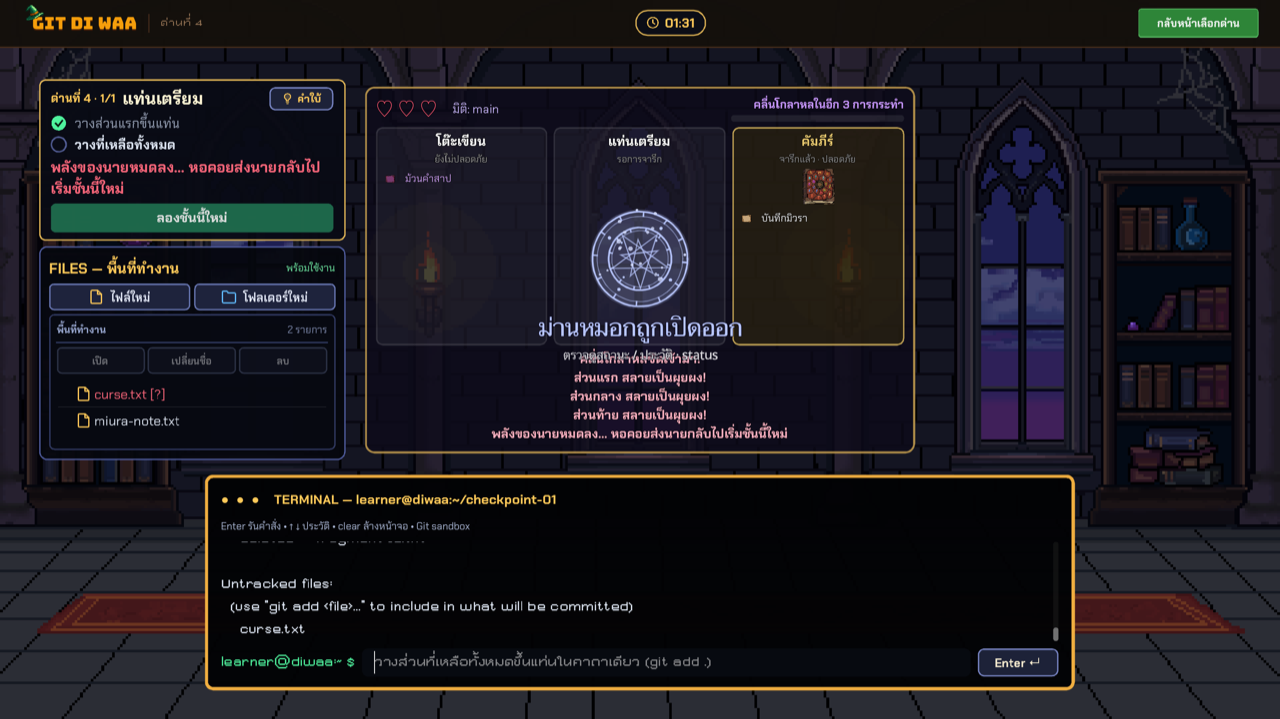 GIT DI WAA
ด่านที่ 4
01:31
กลับหน้าเลือกด่าน
ด่านที่ 4 · 1/1 แท่นเตรียม
คำใบ้
วางส่วนแรกขึ้นแท่น
วางที่เหลือทั้งหมด
พลังของนายหมดลง... หอคอยส่งนายกลับไป
เริ่มชั้นนี้ใหม่
ลองชั้นนี้ใหม่
FILES — พื้นที่ทำงาน
พร้อมใช้งาน
ไฟล์ใหม่
โฟลเดอร์ใหม่
พื้นที่ทำงาน
2 รายการ
เปิด
เปลี่ยนชื่อ
ลบ
curse.txt [?]
miura-note.txt
มิติ: main
คลื่นโกลาหลในอีก 3 การกระทำ
โต๊ะเขียน
ยังไม่ปลอดภัย
ม้วนคำสาป
แท่นเตรียม
รอการจารึก
คัมภีร์
จารึกแล้ว · ปลอดภัย
บันทึกมิวรา
ม่านหมอกถูกเปิดออก
ตรวจดูสถานะ / ประวัติ · status
ส่วนแรก สลายเป็นผุยผง!
ส่วนกลาง สลายเป็นผุยผง!
ส่วนท้าย สลายเป็นผุยผง!
พลังของนายหมดลง... หอคอยส่งนายกลับไปเริ่มชั้นนี้ใหม่
TERMINAL — learner@diwaa:~/checkpoint-01
Enter รันคำสั่ง • ↑↓ ประวัติ • clear ล้างหน้าจอ • Git sandbox
Untracked files:
(use "git add <file>..." to include in what will be committed)
curse.txt
learner@diwaa:~ $
วางส่วนที่เหลือทั้งหมดขึ้นแท่นในคาถาเดียว (git add .)
Enter ↵